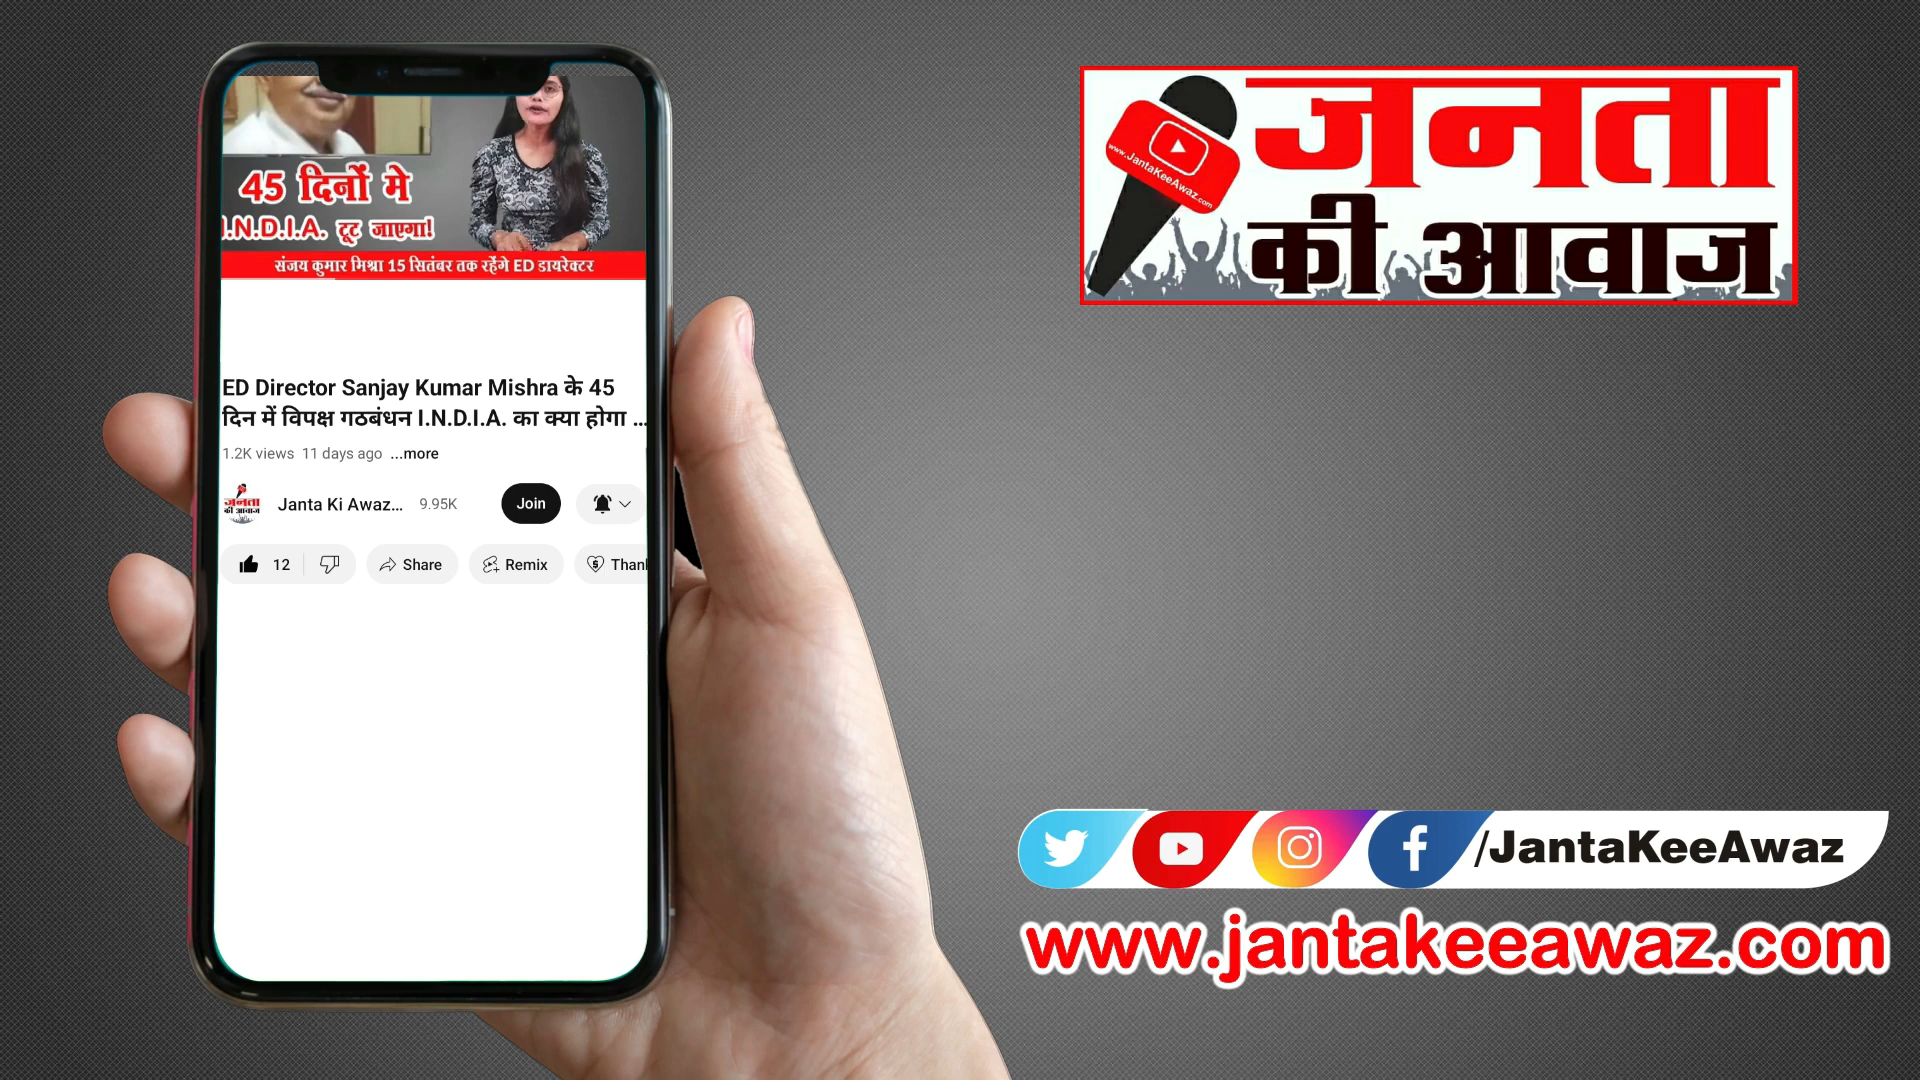 45 दिनों मे
I.N.D.I.A. टूट जाएगा!
संजय कुमार मिश्रा 15 सितंबर तक रहेंगे ED डायरेक्टर
ED Director Sanjay Kumar Mishra के 45
दिन में विपक्ष गठबंधन I.N.D.I.A. का क्या होगा ...
1.2K views 11 days ago ...more
जनता
की आवाज
Janta Ki Awaz... 9.95K Join
12 Share Remix Thank
www.JantaKeeAwaz.com
जनता
की आवाज
/JantaKeeAwaz
www.jantakeeawaz.com